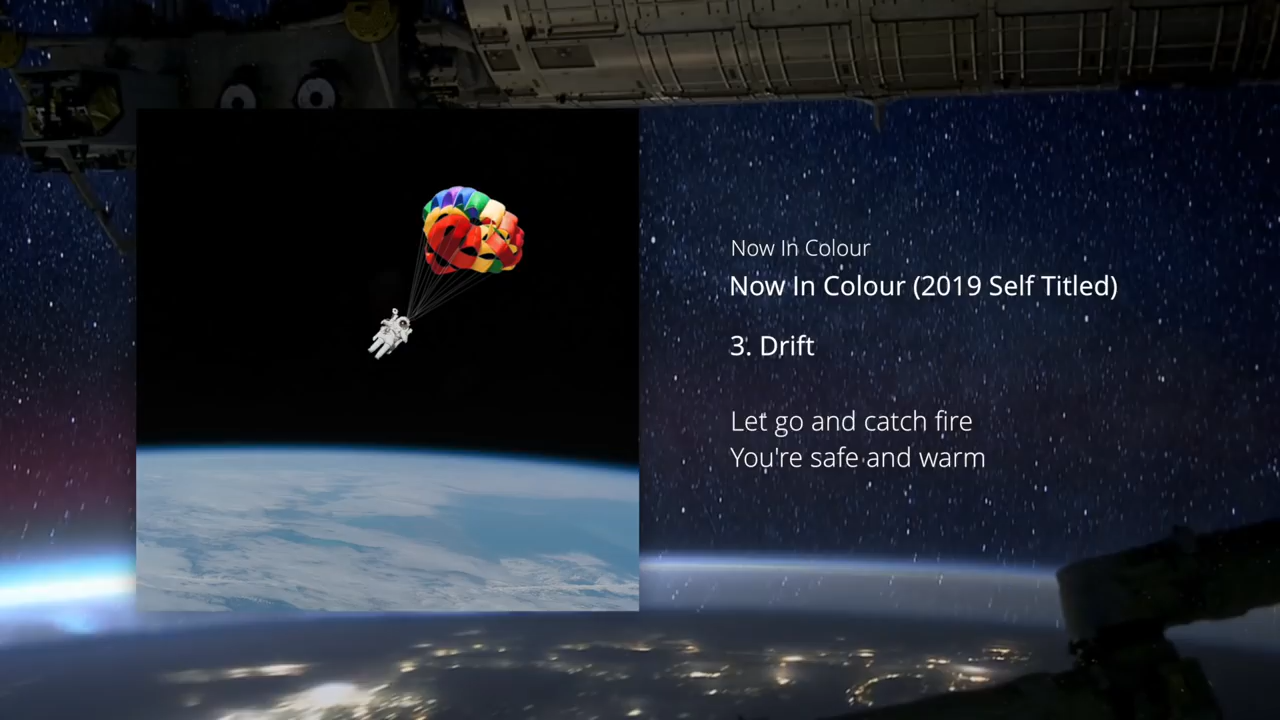 Now In Colour
Now In Colour (2019 Self Titled)
3. Drift
Let go and catch fire
You're safe and warm